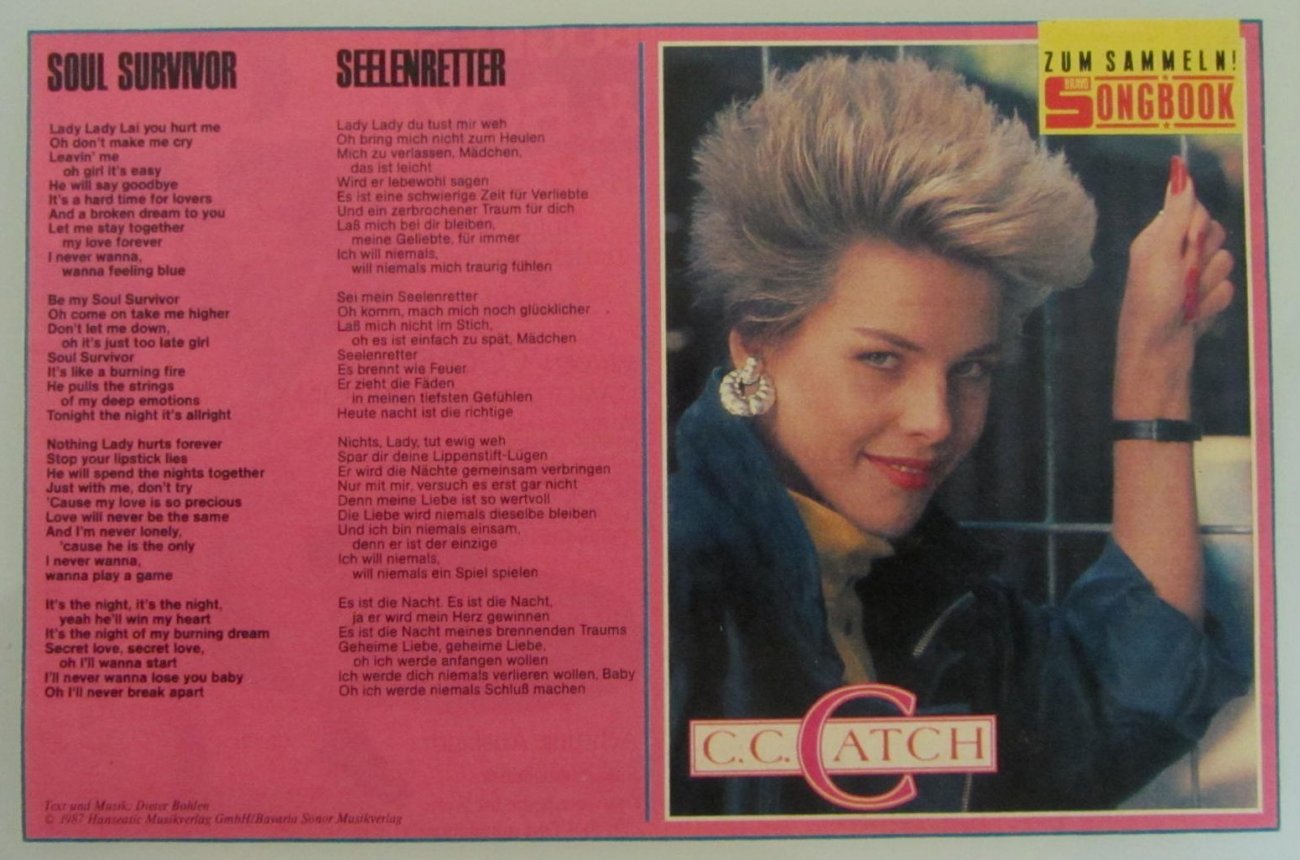 SOUL SURVIVOR
Lady Lady Lai you hurt me
Oh don't make me cry
Leavin' me
oh girl it's easy
He will say goodbye
It's a hard time for lovers
And a broken dream to you
Let me stay together
my love forever
I never wanna,
wanna feeling blue
Be my Soul Survivor
Oh come on take me higher
Don't let me down,
oh it's just too late girl
Soul Survivor
It's like a burning fire
He pulls the strings
of my deep emotions
Tonight the night it's allright
Nothing Lady hurts forever
Stop your lipstick lies
He will spend the nights together
Just with me, don't try
'Cause my love is so precious
Love will never be the same
And I'm never lonely,
'cause he is the only
I never wanna,
wanna play a game
It's the night, it's the night,
yeah he'll win my heart
It's the night of my burning dream
Secret love, secret love,
oh I'll wanna start
I'll never wanna lose you baby
Oh I'll never break apart
Text und Musik: Dieter Bohlen
© 1987 Hanseatic Musikverlag GmbH/Bavaria Sonor Musikverlag
SEELENRETTER
Lady Lady du tust mir weh
Oh bring mich nicht zum Heulen
Mich zu verlassen, Mädchen,
das ist leicht
Wird er lebewohl sagen
Es ist eine schwierige Zeit für Verliebte
Und ein zerbrochener Traum für dich
Laß mich bei dir bleiben,
meine Geliebte, für immer
Ich will niemals,
will niemals mich traurig fühlen
Sei mein Seelenretter
Oh komm, mach mich noch glücklicher
Laß mich nicht im Stich,
oh es ist einfach zu spät, Mädchen
Seelenretter
Es brennt wie Feuer
Er zieht die Fäden
in meinen tiefsten Gefühlen
Heute nacht ist die richtige
Nichts, Lady, tut ewig weh
Spar dir deine Lippenstift-Lügen
Er wird die Nächte gemeinsam verbringen
Nur mit mir, versuch es erst gar nicht
Denn meine Liebe ist so wertvoll
Die Liebe wird niemals dieselbe bleiben
Und ich bin niemals einsam,
denn er ist der einzige
Ich will niemals,
will niemals ein Spiel spielen
Es ist die Nacht. Es ist die Nacht,
ja er wird mein Herz gewinnen
Es ist die Nacht meines brennenden Traums
Geheime Liebe, geheime Liebe,
oh ich werde anfangen wollen
Ich werde dich niemals verlieren wollen, Baby
Oh ich werde niemals Schluß machen
ZUM SAMMELN!
BRAVO
SONGBOOK
C.C. CATCH